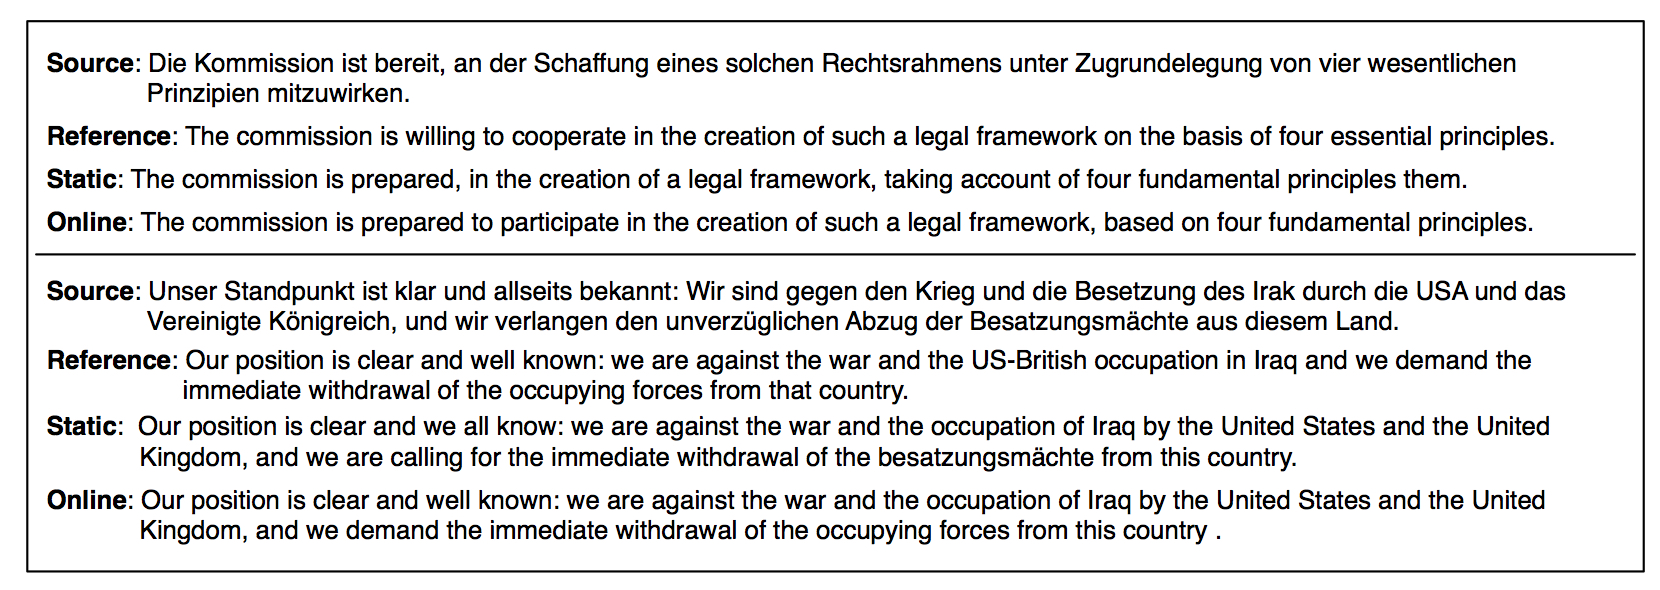 Source: Die Kommission ist bereit, an der Schaffung eines solchen Rechtsrahmens unter Zugrundelegung von vier wesentlichen
Prinzipien mitzuwirken.
Reference: The commission is willing to cooperate in the creation of such a legal framework on the basis of four essential principles.
Static: The commission is prepared, in the creation of a legal framework, taking account of four fundamental principles them.
Online: The commission is prepared to participate in the creation of such a legal framework, based on four fundamental principles.
Source: Unser Standpunkt ist klar und allseits bekannt: Wir sind gegen den Krieg und die Besetzung des Irak durch die USA und das
Vereinigte Königreich, und wir verlangen den unverzüglichen Abzug der Besatzungsmächte aus diesem Land.
Reference: Our position is clear and well known: we are against the war and the US-British occupation in Iraq and we demand the
immediate withdrawal of the occupying forces from that country.
Static: Our position is clear and we all know: we are against the war and the occupation of Iraq by the United States and the United
Kingdom, and we are calling for the immediate withdrawal of the besatzungsmächte from this country.
Online: Our position is clear and well known: we are against the war and the occupation of Iraq by the United States and the United
Kingdom, and we demand the immediate withdrawal of the occupying forces from this country .